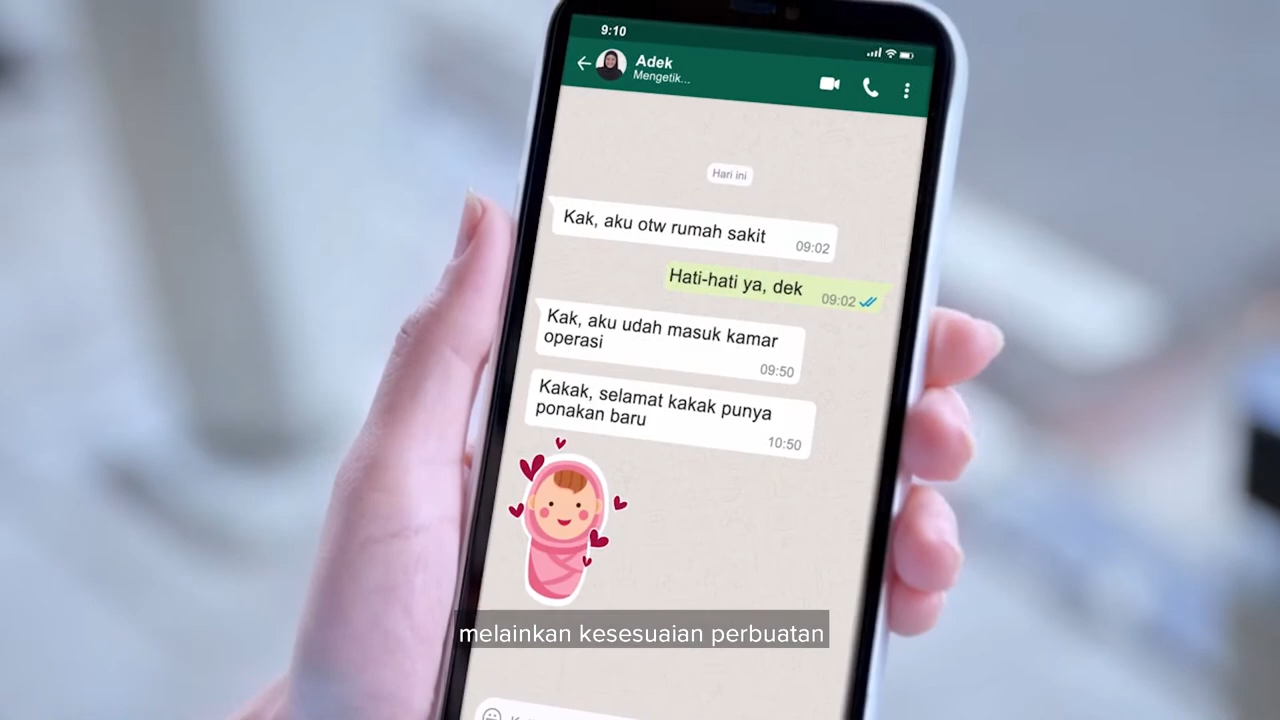 9:10
Adek
Mengetik...
Hari ini
Kak, aku otw rumah sakit
09:02
Hati-hati ya, dek
09:02
Kak, aku udah masuk kamar
operasi
09:50
Kakak, selamat kakak punya
ponakan baru
10:50
melainkan kesesuaian perbuatan